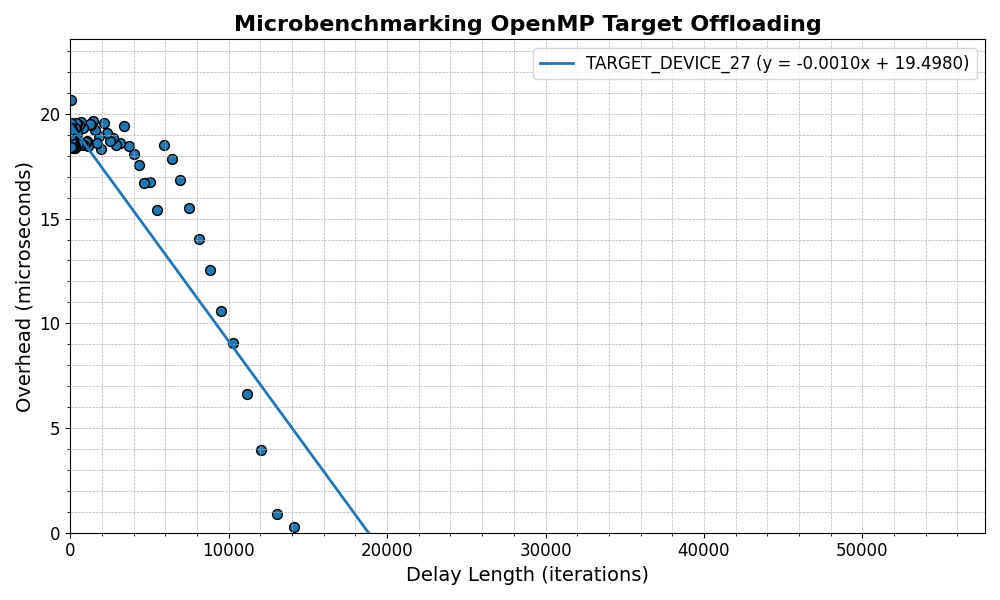 Microbenchmarking OpenMP Target Offloading
TARGET_DEVICE_27 (y = -0.0010x + 19.4980)
Overhead (microseconds)
20
15
10
5
0
0 10000 20000 30000 40000 50000
Delay Length (iterations)